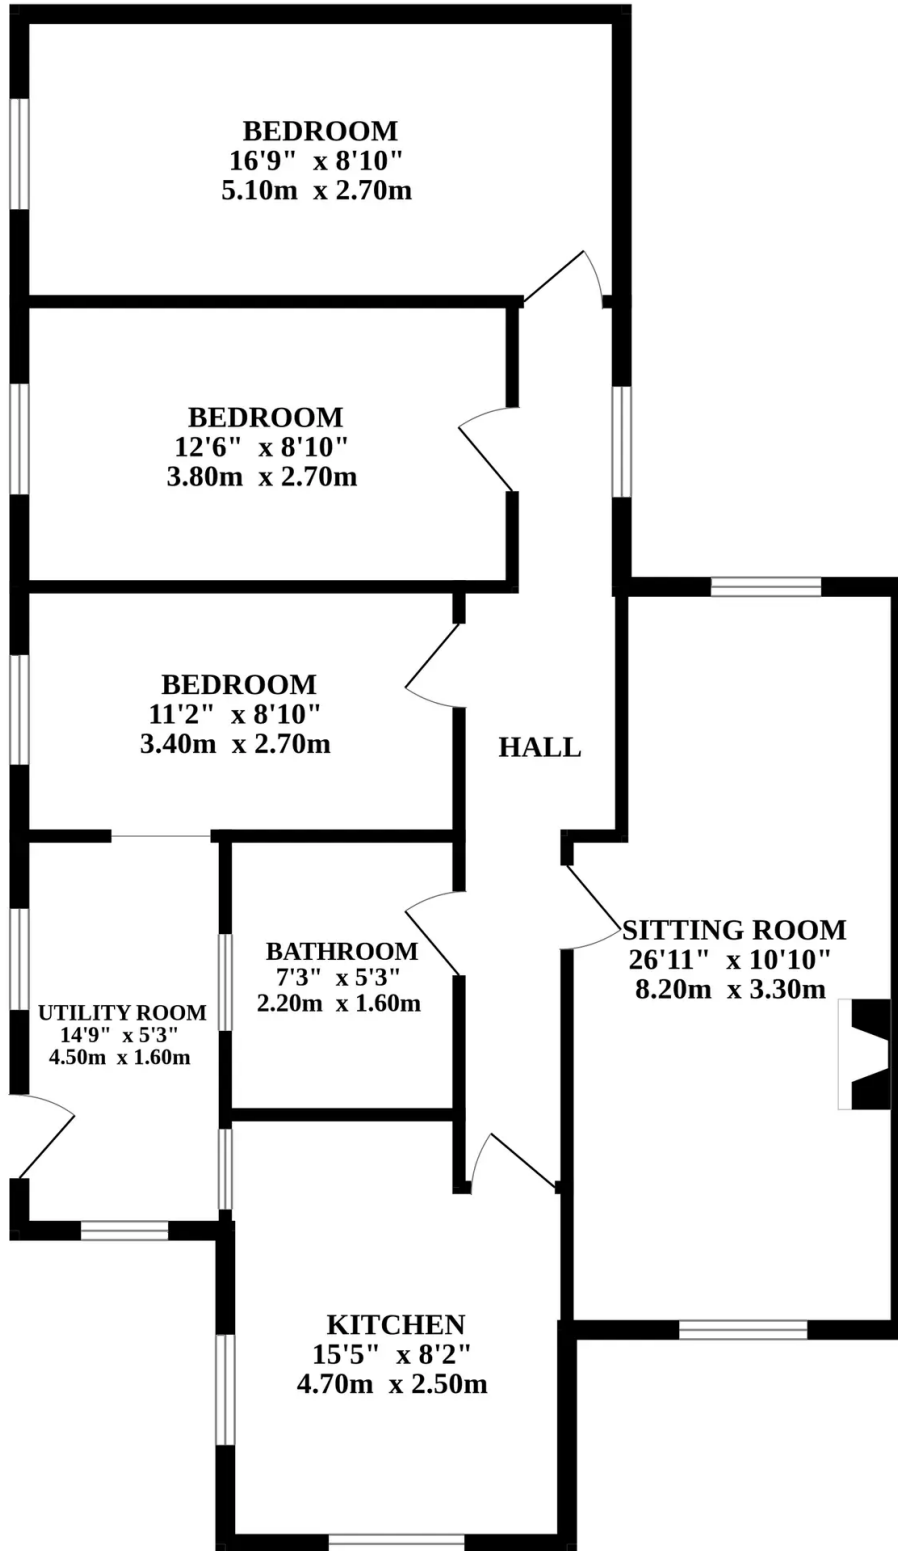 BEDROOM
16'9" x 8'10"
5.10m x 2.70m
BEDROOM
12'6" x 8'10"
3.80m x 2.70m
BEDROOM
11'2" x 8'10"
3.40m x 2.70m
HALL
SITTING ROOM
26'11" x 10'10"
8.20m x 3.30m
BATHROOM
7'3" x 5'3"
2.20m x 1.60m
UTILITY ROOM
14'9" x 5'3"
4.50m x 1.60m
KITCHEN
15'5" x 8'2"
4.70m x 2.50m